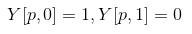 Y[p, 0] = 1, Y[p, 1] = 0